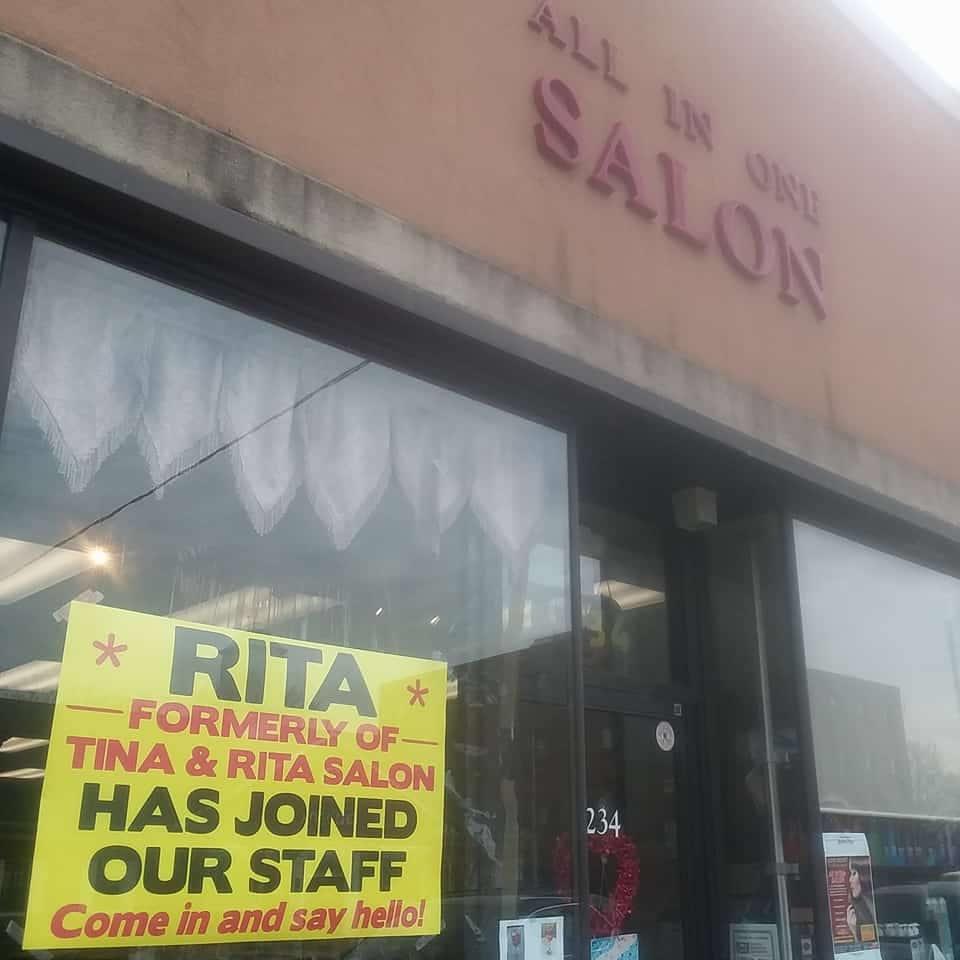 ALL IN ONE
SALON
* RITA *
—FORMERLY OF—
TINA & RITA SALON
HAS JOINED
OUR STAFF
Come in and say hello!
234